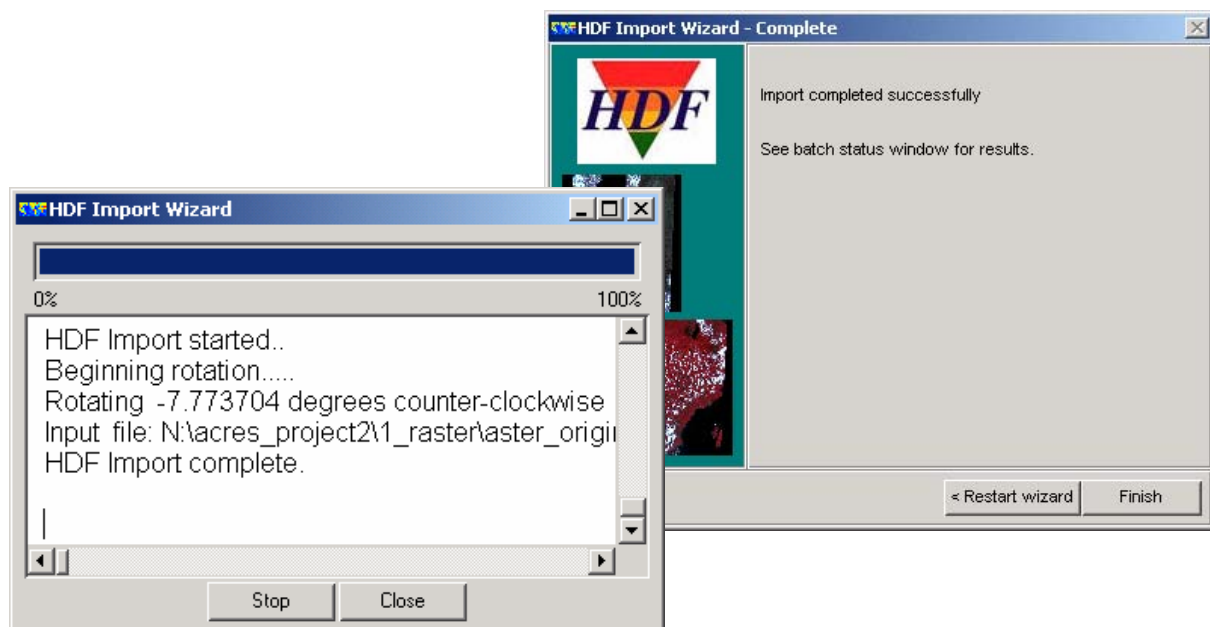 HDF Import Wizard - Complete
HDF
Import completed successfully
See batch status window for results.
< Restart wizard
Finish
HDF Import Wizard
0%
100%
HDF Import started..
Beginning rotation.....
Rotating -7.773704 degrees counter-clockwise
Input file: N:\acres_project2\1_raster\aster_origin
HDF Import complete.
Stop
Close